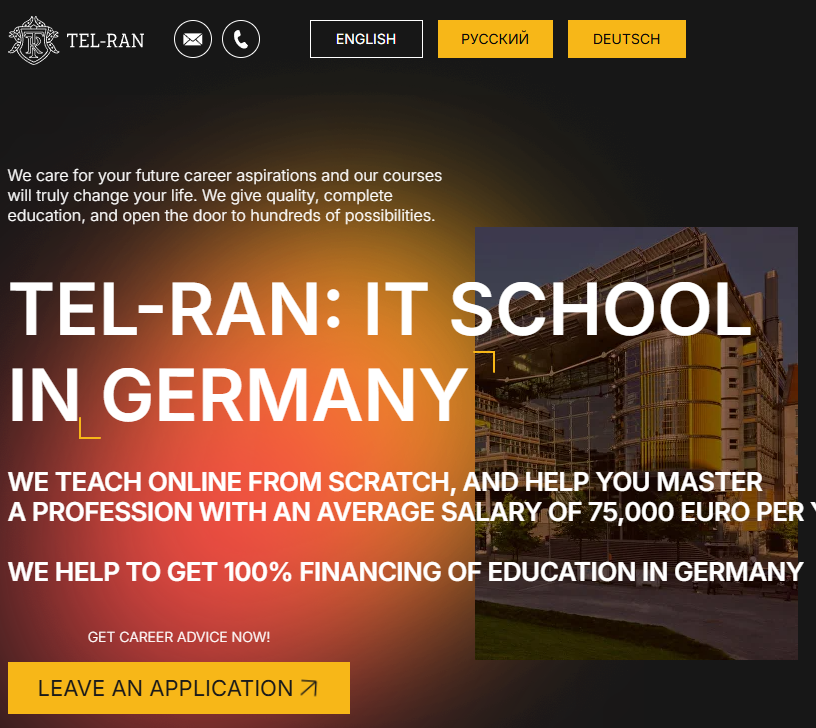 TEL-RAN
ENGLISH
РУССКИЙ
DEUTSCH
We care for your future career aspirations and our courses
will truly change your life. We give quality, complete
education, and open the door to hundreds of possibilities.
TEL-RAN: IT SCHOOL
IN GERMANY
WE TEACH ONLINE FROM SCRATCH, AND HELP YOU MASTER
A PROFESSION WITH AN AVERAGE SALARY OF 75,000 EURO PER
WE HELP TO GET 100% FINANCING OF EDUCATION IN GERMANY
GET CAREER ADVICE NOW!
LEAVE AN APPLICATION